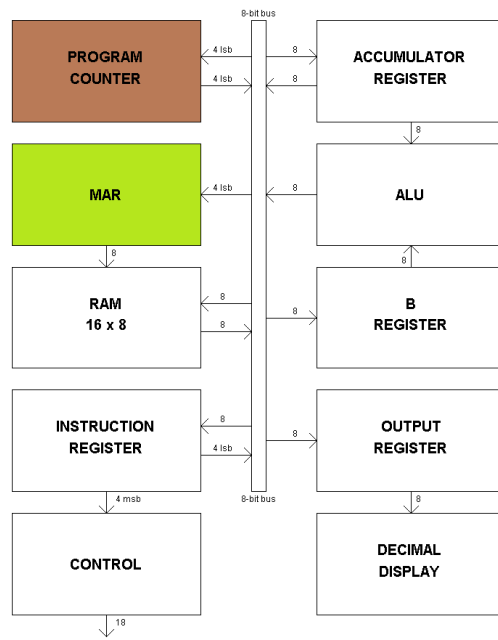 8-bit bus
PROGRAM
COUNTER
4 lsb
4 lsb
8
8
ACCUMULATOR
REGISTER
8
MAR
4 lsb
8
ALU
8
8
RAM
16 x 8
8
8
8
B
REGISTER
INSTRUCTION
REGISTER
8
4 lsb
8
OUTPUT
REGISTER
4 msb
8-bit bus
8
CONTROL
DECIMAL
DISPLAY
18